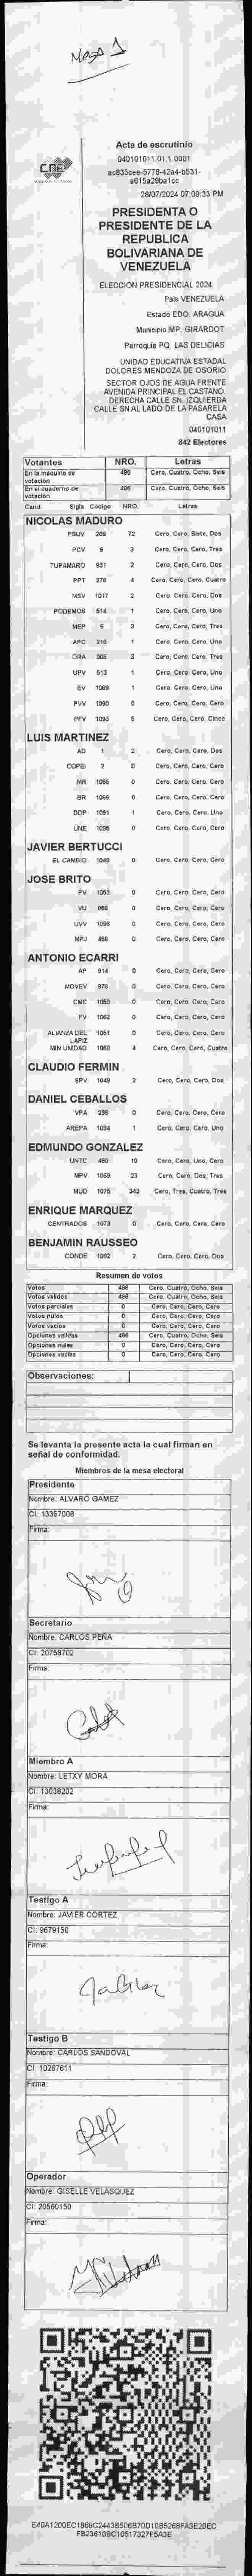 Mesa 1
CNE
Acta de escrutinio
040101011.01.1.0001
ac835cee-5778-42a4-b531-
a615a29ba1cc
28/07/2024 07:09:33 PM
PRESIDENTA O
PRESIDENTE DE LA
REPUBLICA
BOLIVARIANA DE
VENEZUELA
ELECCIÓN PRESIDENCIAL 2024
Pais VENEZUELA
Estado EDO. ARAGUA
Municipio MP. GIRARDOT
Parroquia PQ. LAS DELICIAS
UNIDAD EDUCATIVA ESTADAL
DOLORES MENDOZA DE OSORIO
SECTOR OJOS DE AGUA FRENTE
AVENIDA PRINCIPAL EL CASTANO.
DERECHA CALLE SN. IZQUIERDA
CALLE SN AL LADO DE LA PASARELA
CASA
040101011
842 Electores
Votantes NRO. Letras
En la maquina de votación 486 Cero, Cuatro, Ocho, Seis
En el cuaderno de votación 486 Cero, Cuatro, Ocho, Seis
Cand. Sigla Codigo NRO. Letras
NICOLAS MADURO
PSUV 269 72 Cero, Cero, Siete, Dos
PCV 9 3 Cero, Cero, Cero, Tres
TUPAMARO 931 2 Cero, Cero, Cero, Dos
PPT 276 4 Cero, Cero, Cero, Cuatro
MSV 1017 2 Cero, Cero, Cero, Dos
PODEMOS 514 1 Cero, Cero, Cero, Uno
MEP 6 3 Cero, Cero, Cero, Tres
APC 210 1 Cero, Cero, Cero, Uno
ORA 906 3 Cero, Cero, Cero, Tres
UPV 613 1 Cero, Cero, Cero, Uno
EV 1089 1 Cero, Cero, Cero, Uno
PVV 1090 0 Cero, Cero, Cero, Cero
PFV 1093 5 Cero, Cero, Cero, Cinco
LUIS MARTINEZ
AD 1 2 Cero, Cero, Cero, Dos
COPEI 2 0 Cero, Cero, Cero, Cero
MR 1065 0 Cero, Cero, Cero, Cero
BR 1066 0 Cero, Cero, Cero, Cero
DDP 1091 1 Cero, Cero, Cero, Uno
UNE 1095 0 Cero, Cero, Cero, Cero
JAVIER BERTUCCI
EL CAMBIO 1048 0 Cero, Cero, Cero, Cero
JOSE BRITO
PV 1053 0 Cero, Cero, Cero, Cero
VU 668 0 Cero, Cero, Cero, Cero
UVV 1096 0 Cero, Cero, Cero, Cero
MPJ 458 0 Cero, Cero, Cero, Cero
ANTONIO ECARRI
AP 914 0 Cero, Cero, Cero, Cero
MOVEV 978 0 Cero, Cero, Cero, Cero
CMC 1050 0 Cero, Cero, Cero, Cero
FV 1062 0 Cero, Cero, Cero, Cero
ALIANZA DEL LAPIZ 1051 0 Cero, Cero, Cero, Cero
MIN UNIDAD 1068 4 Cero, Cero, Cero, Cuatro
CLAUDIO FERMIN
SPV 1049 2 Cero, Cero, Cero, Dos
DANIEL CEBALLOS
VPA 238 0 Cero, Cero, Cero, Cero
AREPA 1094 1 Cero, Cero, Cero, Uno
EDMUNDO GONZALEZ
UNTC 460 10 Cero, Cero, Uno, Cero
MPV 1069 23 Cero, Cero, Dos, Tres
MUD 1075 343 Cero, Tres, Cuatro, Tres
ENRIQUE MARQUEZ
CENTRADOS 1073 0 Cero, Cero, Cero, Cero
BENJAMIN RAUSSEO
CONDE 1092 2 Cero, Cero, Cero, Dos
Resumen de votos
Votos 486 Cero, Cuatro, Ocho, Seis
Votos validos 486 Cero, Cuatro, Ocho, Seis
Votos parciales 0 Cero, Cero, Cero, Cero
Votos nulos 0 Cero, Cero, Cero, Cero
Votos vacios 0 Cero, Cero, Cero, Cero
Opciones validas 486 Cero, Cuatro, Ocho, Seis
Opciones nulas 0 Cero, Cero, Cero, Cero
Opciones vacias 0 Cero, Cero, Cero, Cero
Observaciones:
Se levanta la presente acta la cual firman en
señal de conformidad.
Miembros de la mesa electoral
Presidente
Nombre: ALVARO GAMEZ
CI: 13357008
Firma:
Secretario
Nombre: CARLOS PEÑA
CI: 20758702
Firma:
Miembro A
Nombre: LETXY MORA
CI: 13038202
Firma:
Testigo A
Nombre: JAVIER CORTEZ
CI: 9679150
Firma:
Testigo B
Nombre: CARLOS SANDOVAL
CI: 10267611
Firma:
Operador
Nombre: GISELLE VELASQUEZ
CI: 20560150
Firma:
E40A1200EC1869C2443B506B70D10B5268FA3E20EC
FB23610BC10517327F5A3E